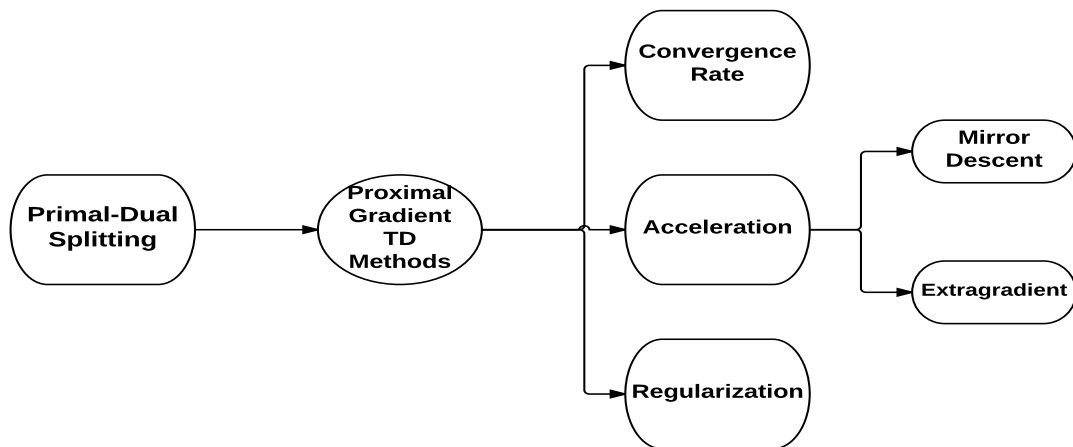 Primal-Dual
Splitting
Proximal
Gradient
TD
Methods
Convergence
Rate
Acceleration
Regularization
Mirror
Descent
Extragradient